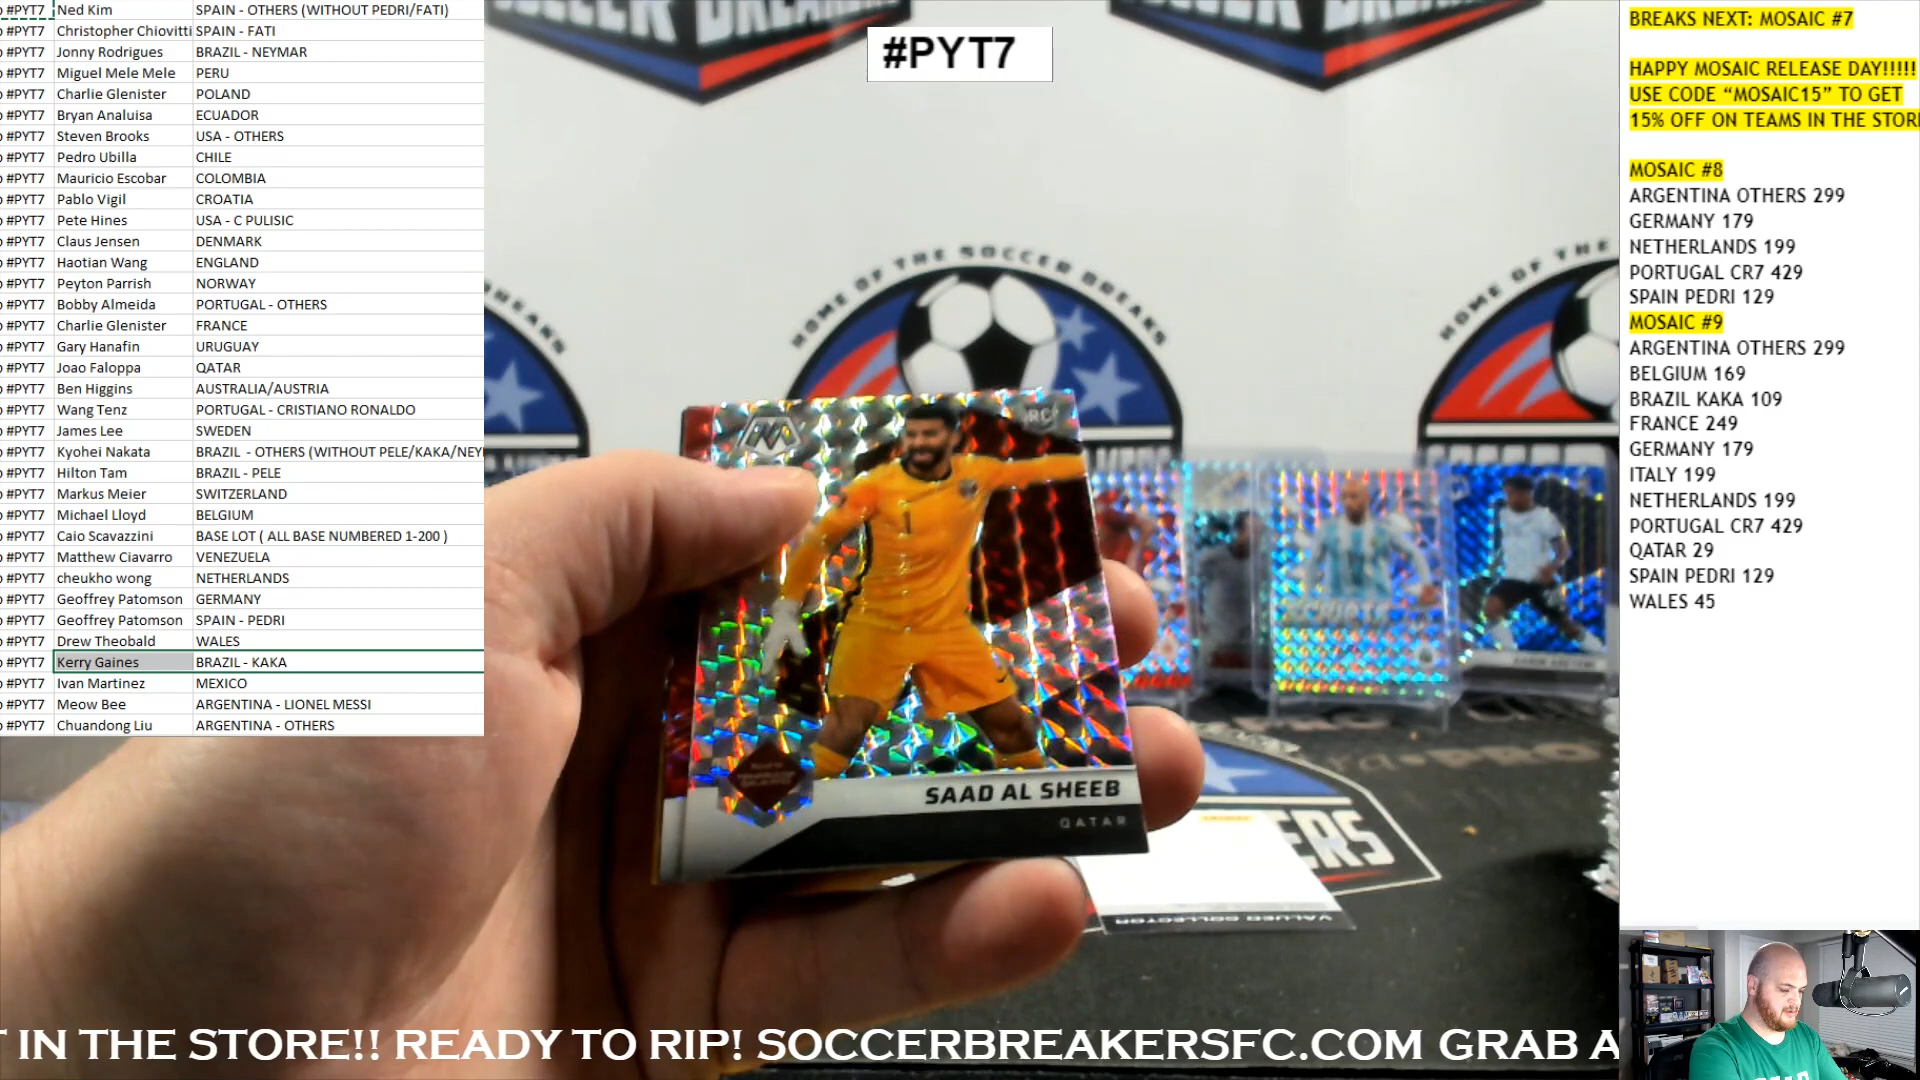 #PYT7 Ned Kim SPAIN - OTHERS (WITHOUT PEDRI/FATI)
#PYT7 Christopher Chiovitti SPAIN - FATI
#PYT7 Jonny Rodrigues BRAZIL - NEYMAR
#PYT7 Miguel Mele Mele PERU
#PYT7 Charlie Glenister POLAND
#PYT7 Bryan Analuisa ECUADOR
#PYT7 Steven Brooks USA - OTHERS
#PYT7 Pedro Ubilla CHILE
#PYT7 Mauricio Escobar COLOMBIA
#PYT7 Pablo Vigil CROATIA
#PYT7 Pete Hines USA - C PULISIC
#PYT7 Claus Jensen DENMARK
#PYT7 Haotian Wang ENGLAND
#PYT7 Peyton Parrish NORWAY
#PYT7 Bobby Almeida PORTUGAL - OTHERS
#PYT7 Charlie Glenister FRANCE
#PYT7 Gary Hanafin URUGUAY
#PYT7 Joao Faloppa QATAR
#PYT7 Ben Higgins AUSTRALIA/AUSTRIA
#PYT7 Wang Tenz PORTUGAL - CRISTIANO RONALDO
#PYT7 James Lee SWEDEN
#PYT7 Kyohei Nakata BRAZIL - OTHERS (WITHOUT PELE/KAKA/NEY
#PYT7 Hilton Tam BRAZIL - PELE
#PYT7 Markus Meier SWITZERLAND
#PYT7 Michael Lloyd BELGIUM
#PYT7 Caio Scavazzini BASE LOT ( ALL BASE NUMBERED 1-200 )
#PYT7 Matthew Ciavarro VENEZUELA
#PYT7 cheukho wong NETHERLANDS
#PYT7 Geoffrey Patomson GERMANY
#PYT7 Geoffrey Patomson SPAIN - PEDRI
#PYT7 Drew Theobald WALES
#PYT7 Kerry Gaines BRAZIL - KAKA
#PYT7 Ivan Martinez MEXICO
#PYT7 Meow Bee ARGENTINA - LIONEL MESSI
#PYT7 Chuandong Liu ARGENTINA - OTHERS
#PYT7
HOME OF THE SOCCER BREAKS
RC
1
SAAD AL SHEEB
QATAR
VALUED COLLECTOR
BREAKS NEXT: MOSAIC #7
HAPPY MOSAIC RELEASE DAY!!!!!
USE CODE “MOSAIC15” TO GET
15% OFF ON TEAMS IN THE STOR
MOSAIC #8
ARGENTINA OTHERS 299
GERMANY 179
NETHERLANDS 199
PORTUGAL CR7 429
SPAIN PEDRI 129
MOSAIC #9
ARGENTINA OTHERS 299
BELGIUM 169
BRAZIL KAKA 109
FRANCE 249
GERMANY 179
ITALY 199
NETHERLANDS 199
PORTUGAL CR7 429
QATAR 29
SPAIN PEDRI 129
WALES 45
IN THE STORE!! READY TO RIP! SOCCERBREAKERSFC.COM GRAB A